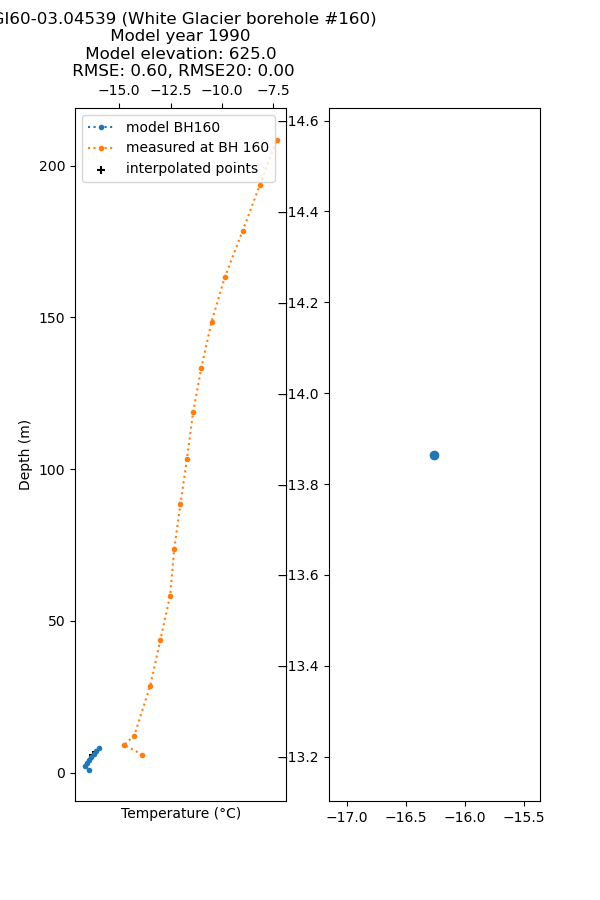 GI60-03.04539 (White Glacier borehole #160)
Model year 1990
Model elevation: 625.0
RMSE: 0.60, RMSE20: 0.00
−15.0 −12.5 −10.0 −7.5
model BH160
measured at BH 160
interpolated points
200
150
100
50
0
Depth (m)
Temperature (°C)
−14.6
−14.4
−14.2
−14.0
−13.8
−13.6
−13.4
−13.2
−17.0 −16.5 −16.0 −15.5